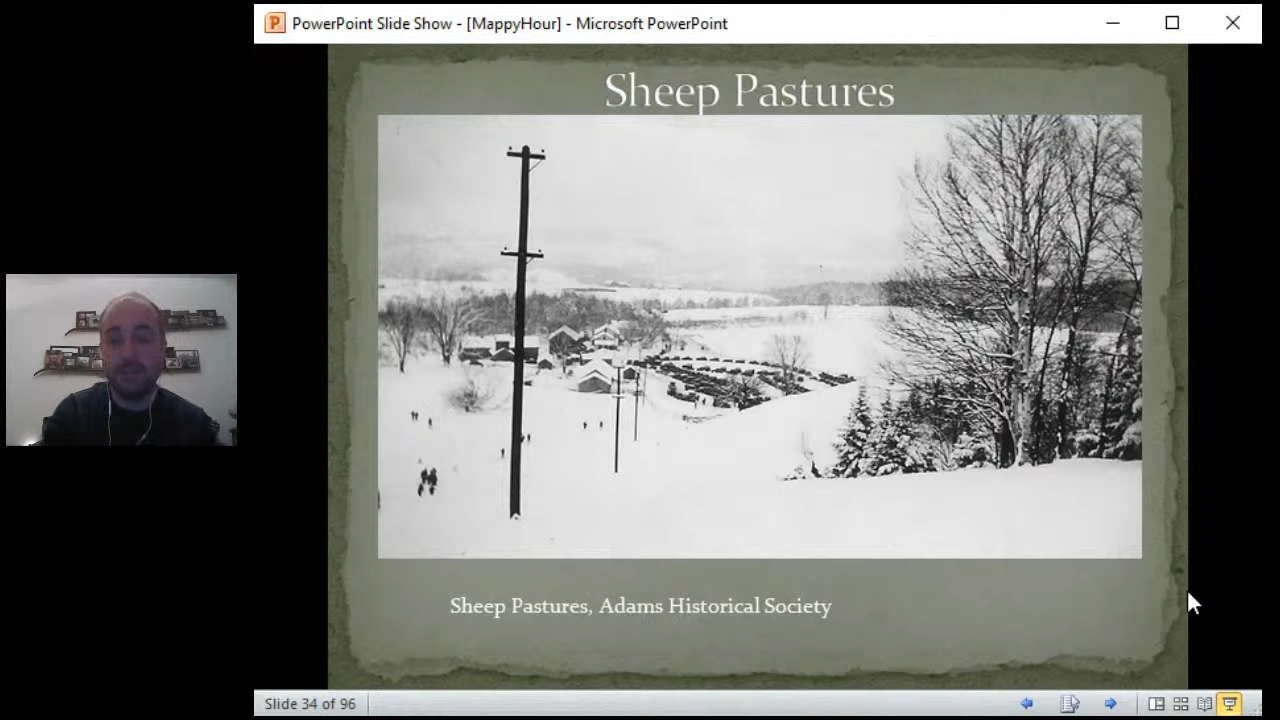 PowerPoint Slide Show - [MappyHour] - Microsoft PowerPoint
Sheep Pastures
Sheep Pastures, Adams Historical Society
Slide 34 of 96